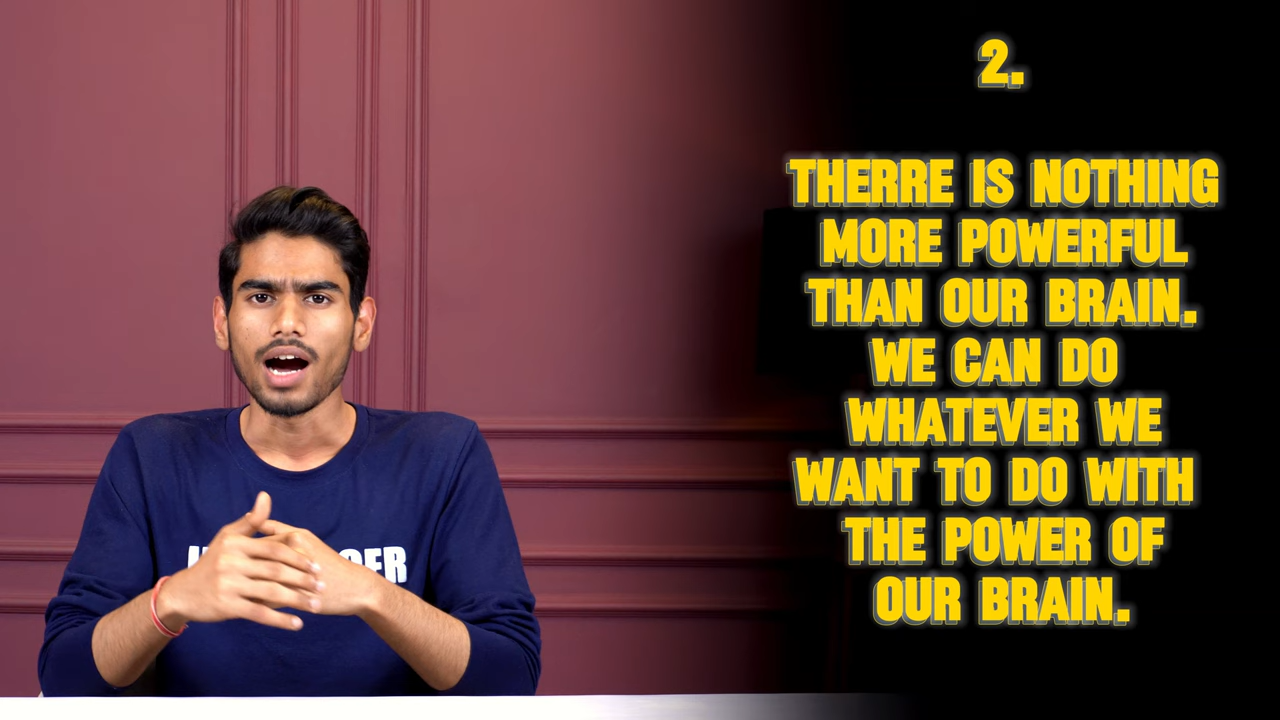 2.
THERRE IS NOTHING
MORE POWERFUL
THAN OUR BRAIN.
WE CAN DO
WHATEVER WE
WANT TO DO WITH
THE POWER OF
OUR BRAIN.